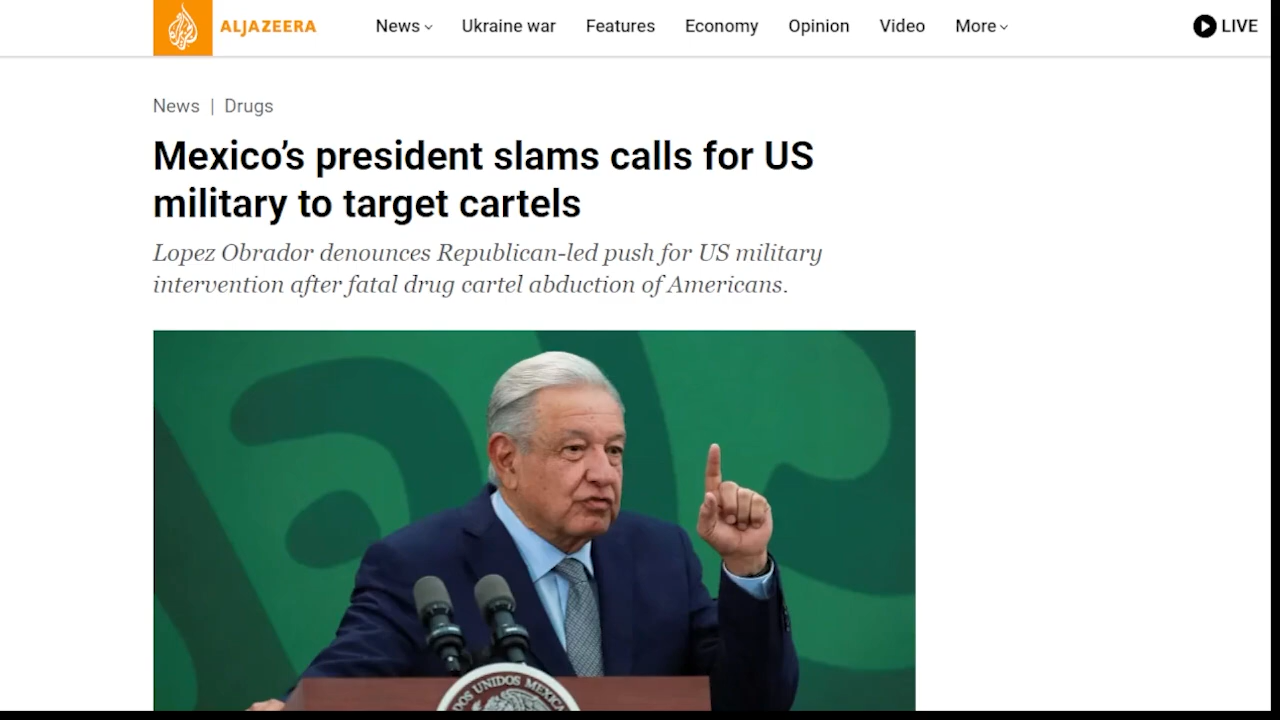 ALJAZEERA
News
Ukraine war
Features
Economy
Opinion
Video
More
LIVE
News | Drugs
Mexico’s president slams calls for US
military to target cartels
Lopez Obrador denounces Republican-led push for US military
intervention after fatal drug cartel abduction of Americans.
UNIDOS